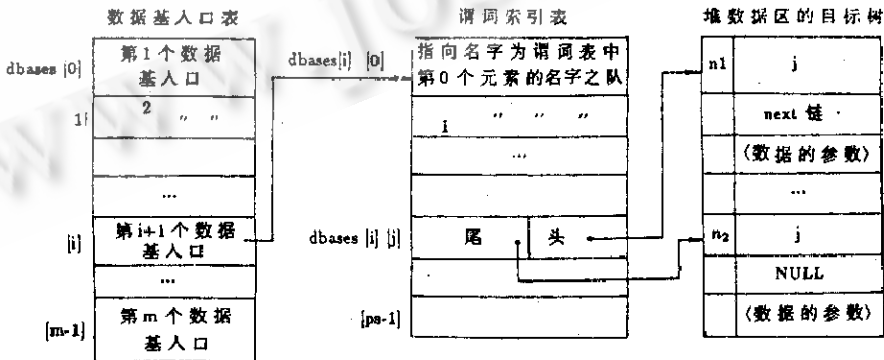 数据基入口表
谓词索引表
堆数据区的目标树
dbases [0]
第1个数据
基入口
1]
2 〃 〃
...
[i]
第i+1个数据
基入口
...
[m-1]
第m个数据
基入口
dbases[i] [0]
指向名字为谓词表中
第0个元素的名字之队
i 〃 〃 〃
...
dbases [i] [j]
尾
头
[ps-1]
n1
j
next 链
(数据的参数)
...
n2
j
NULL
(数据的参数)